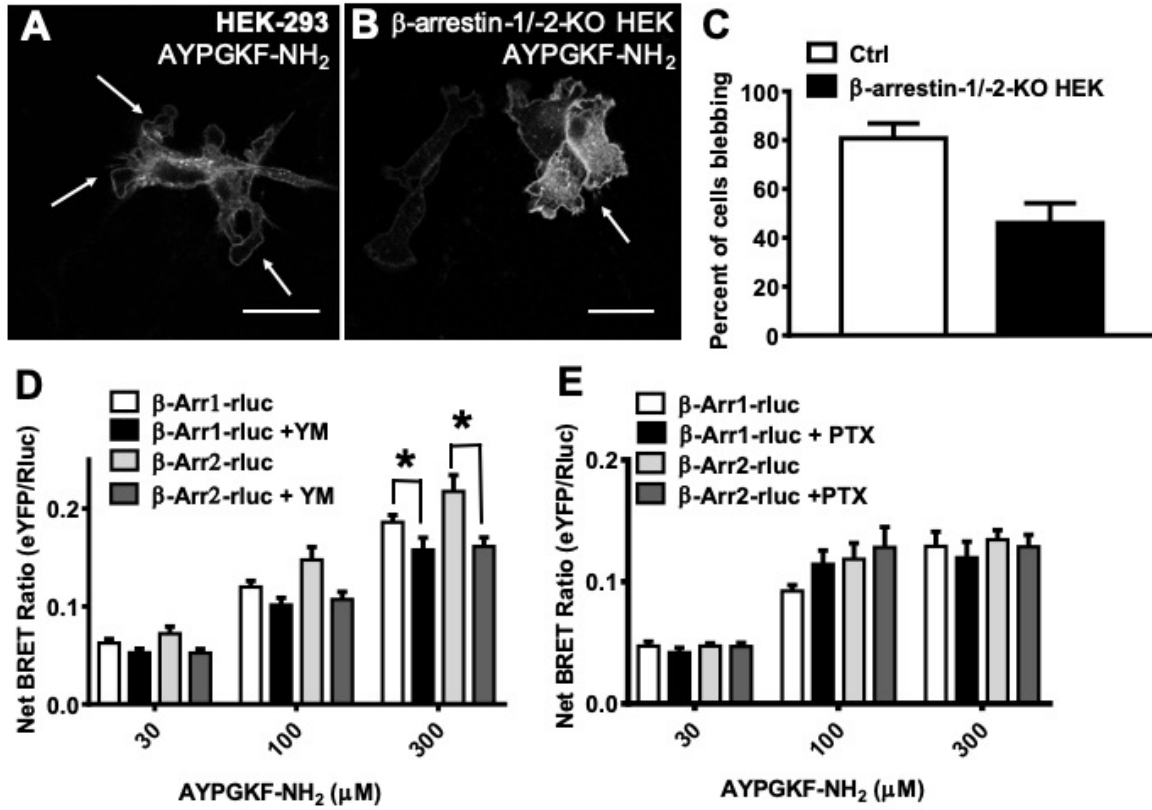 A
HEK-293
AYPGKF-NH₂
B
β-arrestin-1/-2-KO HEK
AYPGKF-NH₂
C
Ctrl
β-arrestin-1/-2-KO HEK
Percent of cells blebbing
100
80
60
40
20
0
D
β-Arr1-rluc
β-Arr1-rluc +YM
β-Arr2-rluc
β-Arr2-rluc + YM
* *
Net BRET Ratio (eYFP/Rluc)
0.2
0.1
0.0
30 100 300
AYPGKF-NH₂ (μM)
E
β-Arr1-rluc
β-Arr1-rluc + PTX
β-Arr2-rluc
β-Arr2-rluc +PTX
Net BRET Ratio (eYFP/Rluc)
0.2
0.1
0.0
30 100 300
AYPGKF-NH₂ (μM)